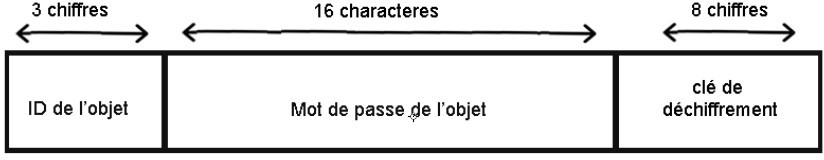 3 chiffres
16 characteres
8 chiffres
ID de l'objet
Mot de passe de l'objet
clé de
déchiffrement